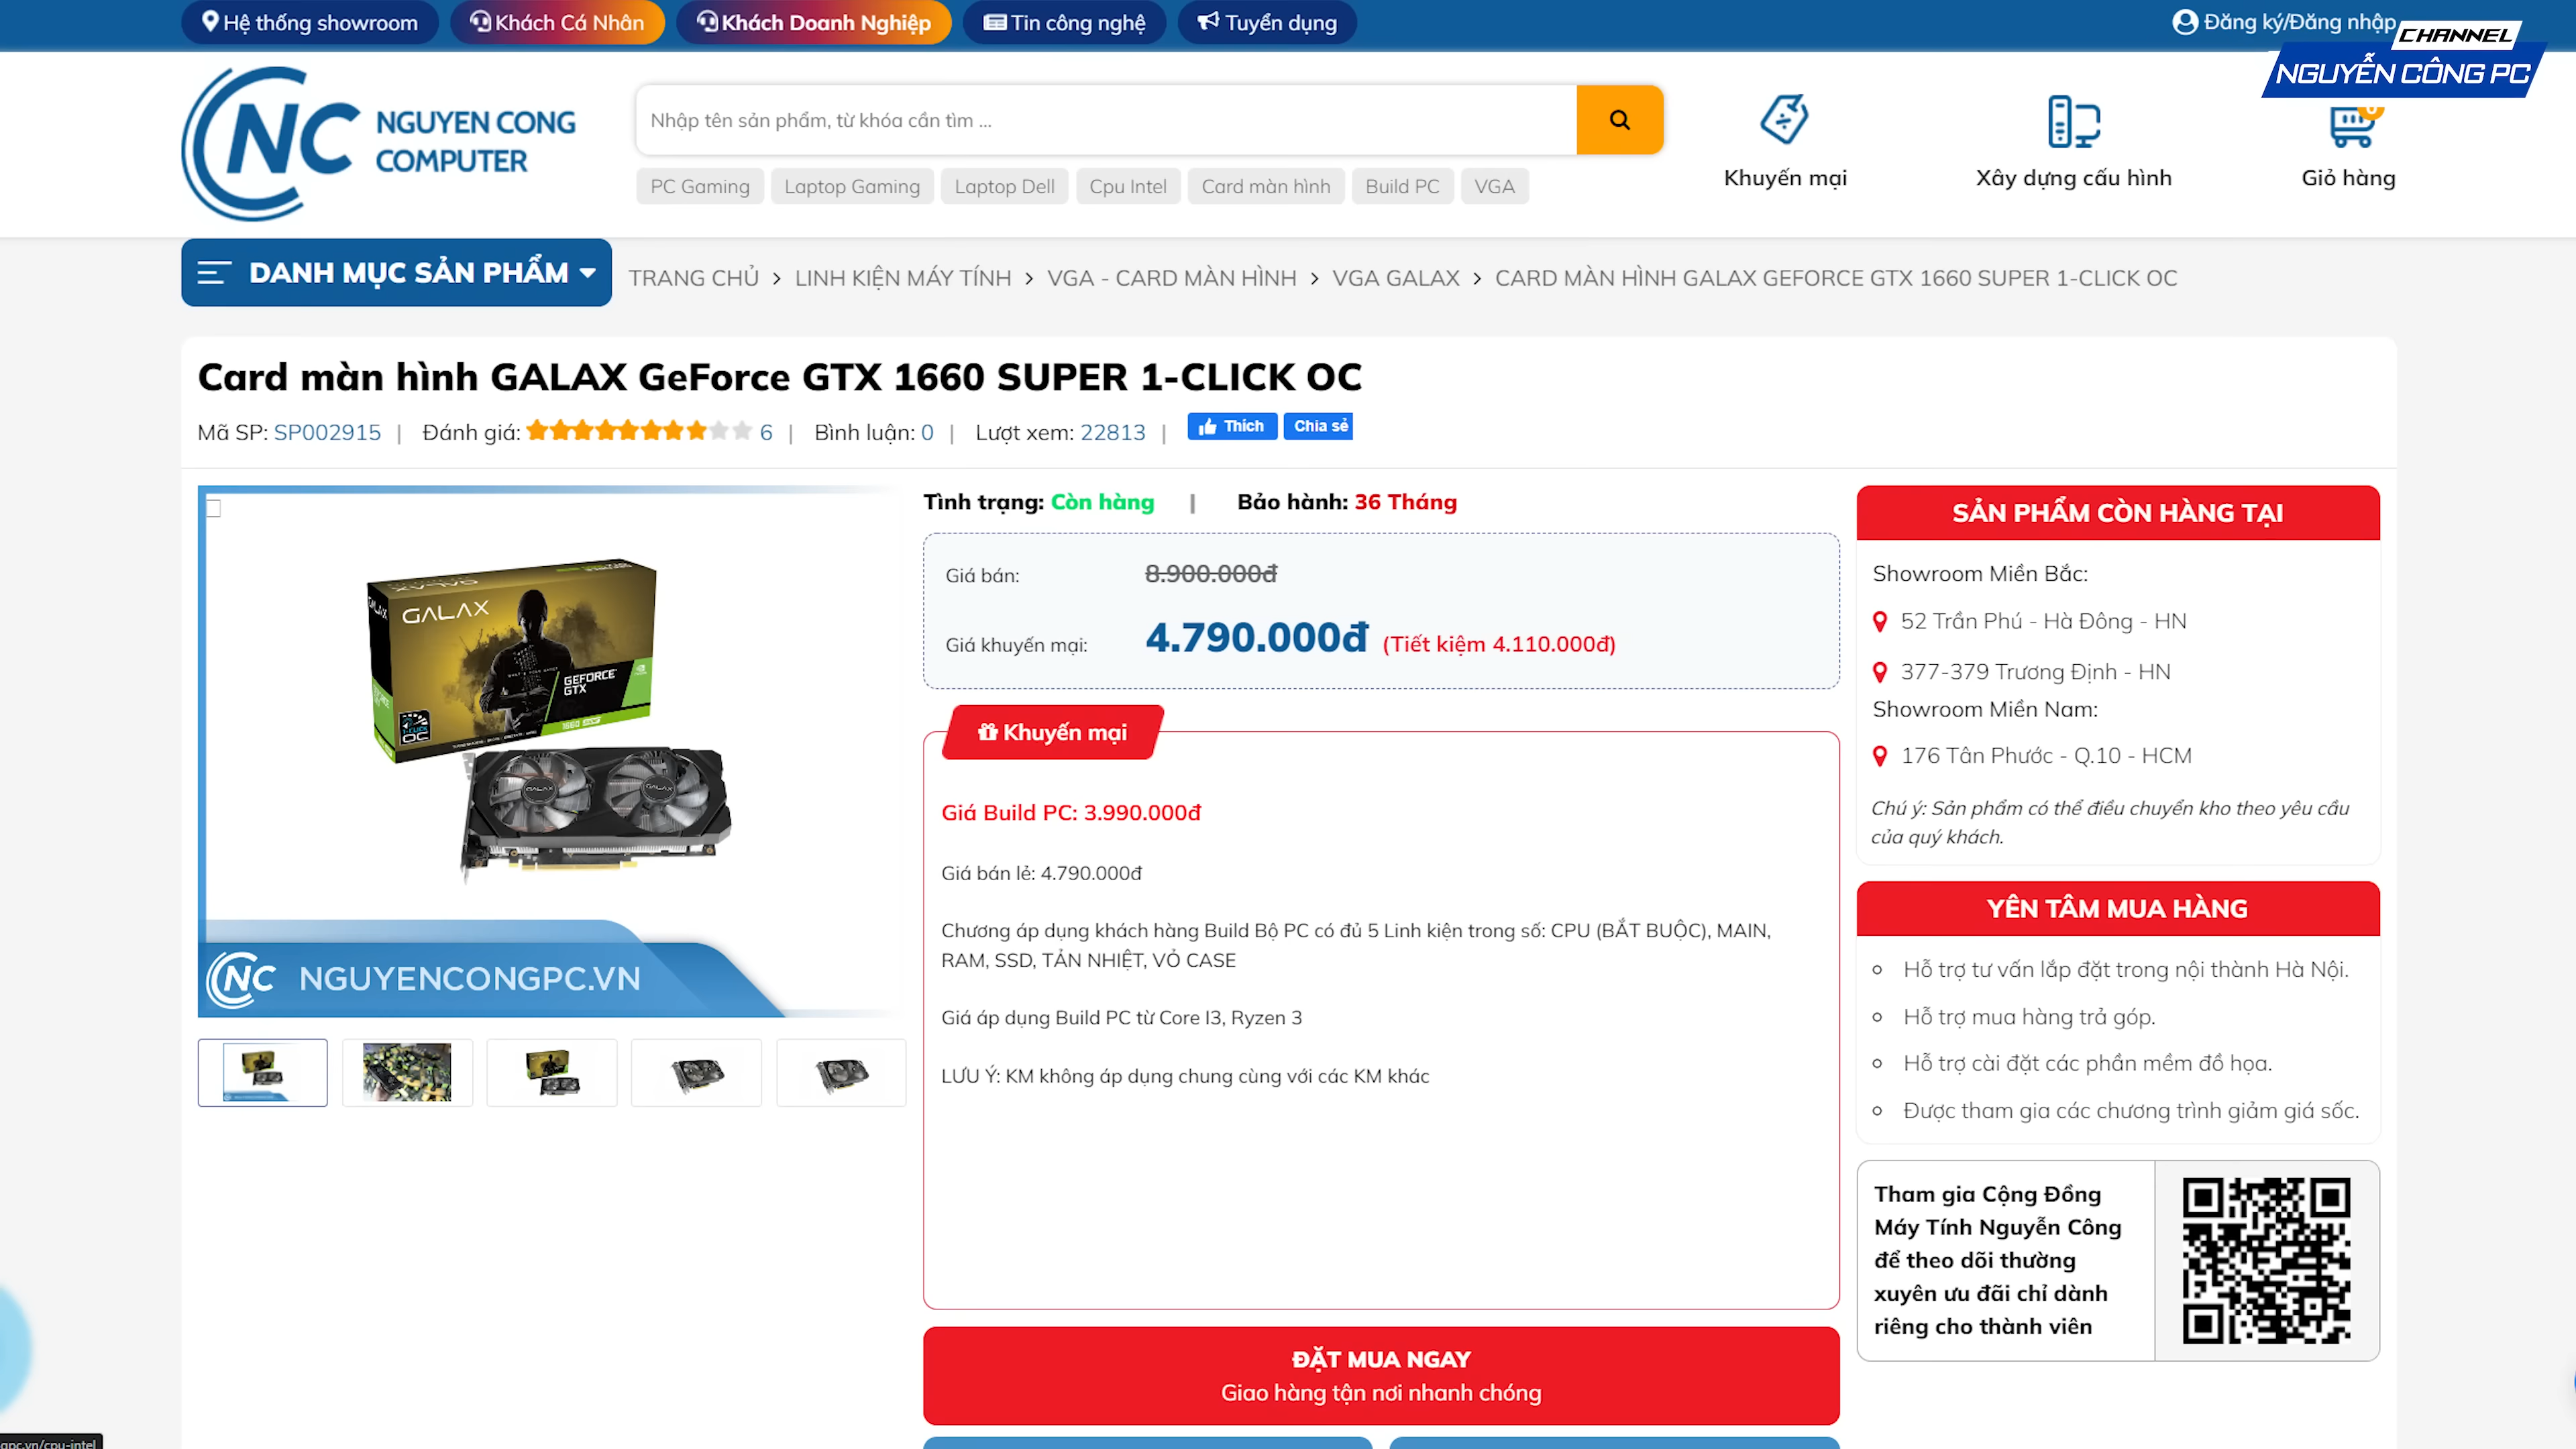 Hệ thống showroom
Khách Cá Nhân
Khách Doanh Nghiệp
Tin công nghệ
Tuyển dụng
Đăng ký/Đăng nhập
CHANNEL
NGUYỄN CÔNG PC
NC
NGUYEN CONG
COMPUTER
Nhập tên sản phẩm, từ khóa cần tìm ...
PC Gaming
Laptop Gaming
Laptop Dell
Cpu Intel
Card màn hình
Build PC
VGA
Khuyến mại
Xây dựng cấu hình
Giỏ hàng
DANH MỤC SẢN PHẨM
TRANG CHỦ > LINH KIỆN MÁY TÍNH > VGA - CARD MÀN HÌNH > VGA GALAX > CARD MÀN HÌNH GALAX GEFORCE GTX 1660 SUPER 1-CLICK OC
Card màn hình GALAX GeForce GTX 1660 SUPER 1-CLICK OC
Mã SP: SP002915 | Đánh giá: 6 | Bình luận: 0 | Lượt xem: 22813 |
Thích
Chia sẻ
GALAX
GEFORCE
GTX
1660
GALAX
GALAX
NC NGUYENCONGPC.VN
Tình trạng: Còn hàng | Bảo hành: 36 Tháng
Giá bán: 8.900.000đ
Giá khuyến mại: 4.790.000đ (Tiết kiệm 4.110.000đ)
Khuyến mại
Giá Build PC: 3.990.000đ
Giá bán lẻ: 4.790.000đ
Chương áp dụng khách hàng Build Bộ PC có đủ 5 Linh kiện trong số: CPU (BẮT BUỘC), MAIN,
RAM, SSD, TẢN NHIỆT, VỎ CASE
Giá áp dụng Build PC từ Core I3, Ryzen 3
LƯU Ý: KM không áp dụng chung cùng với các KM khác
ĐẶT MUA NGAY
Giao hàng tận nơi nhanh chóng
SẢN PHẨM CÒN HÀNG TẠI
Showroom Miền Bắc:
52 Trần Phú - Hà Đông - HN
377-379 Trương Định - HN
Showroom Miền Nam:
176 Tân Phước - Q.10 - HCM
Chú ý: Sản phẩm có thể điều chuyển kho theo yêu cầu
của quý khách.
YÊN TÂM MUA HÀNG
Hỗ trợ tư vấn lắp đặt trong nội thành Hà Nội.
Hỗ trợ mua hàng trả góp.
Hỗ trợ cài đặt các phần mềm đồ họa.
Được tham gia các chương trình giảm giá sốc.
Tham gia Cộng Đồng
Máy Tính Nguyễn Công
để theo dõi thường
xuyên ưu đãi chỉ dành
riêng cho thành viên
gpc.vn/cpu-intel